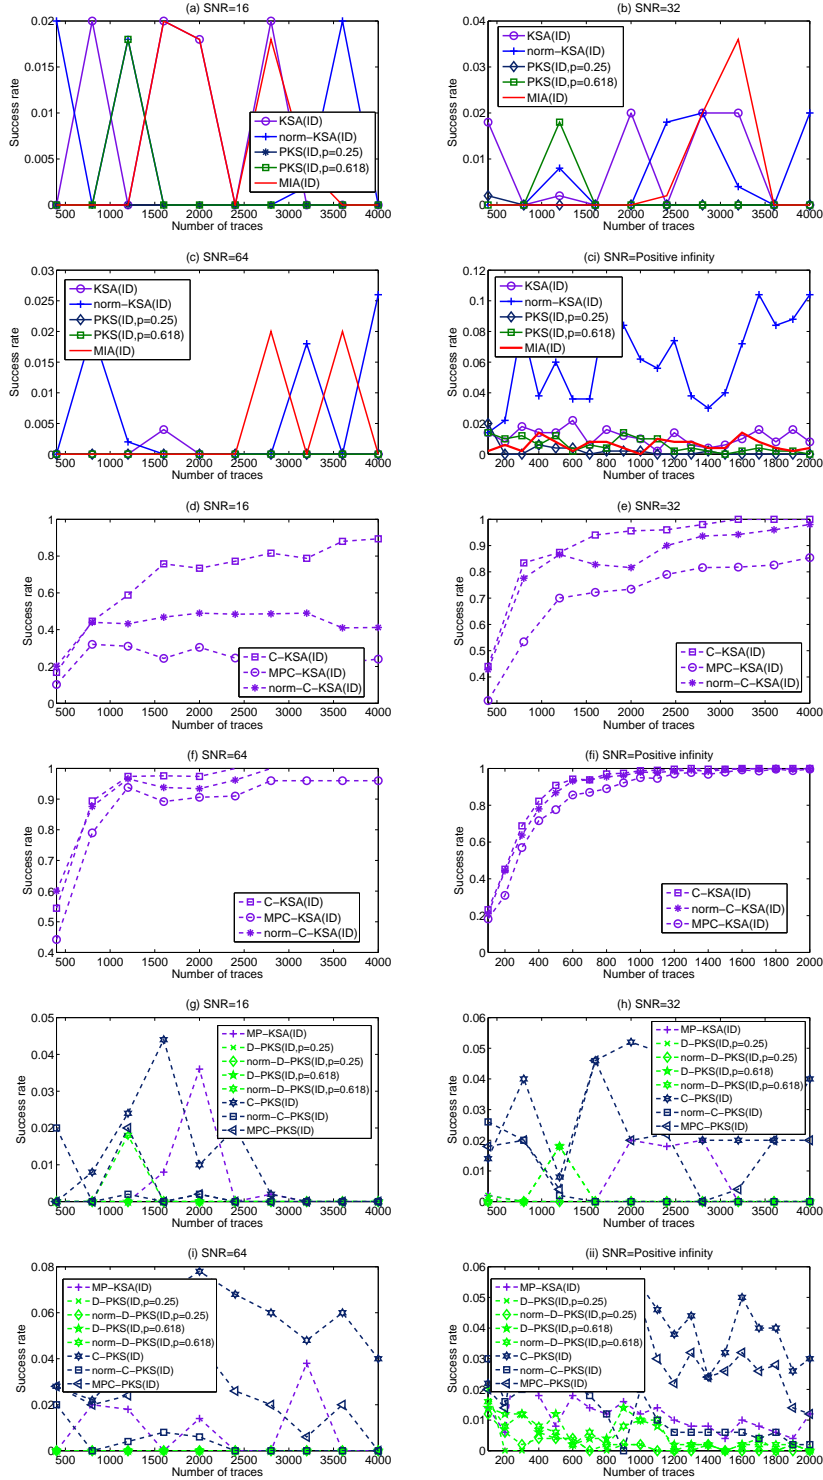 (a) SNR=16
Success rate
0.02
0.015
0.01
0.005
0
500 1000 1500 2000 2500 3000 3500 4000
Number of traces
KSA(ID)
norm−KSA(ID)
PKS(ID,p=0.25)
PKS(ID,p=0.618)
MIA(ID)
(b) SNR=32
Success rate
0.04
0.03
0.02
0.01
0
500 1000 1500 2000 2500 3000 3500 4000
Number of traces
KSA(ID)
norm−KSA(ID)
PKS(ID,p=0.25)
PKS(ID,p=0.618)
MIA(ID)
(c) SNR=64
Success rate
0.03
0.025
0.02
0.015
0.01
0.005
0
500 1000 1500 2000 2500 3000 3500 4000
Number of traces
KSA(ID)
norm−KSA(ID)
PKS(ID,p=0.25)
PKS(ID,p=0.618)
MIA(ID)
(ci) SNR=Positive infinity
Success rate
0.12
0.1
0.08
0.06
0.04
0.02
0
200 400 600 800 1000 1200 1400 1600 1800 2000
Number of traces
KSA(ID)
norm−KSA(ID)
PKS(ID,p=0.25)
PKS(ID,p=0.618)
MIA(ID)
(d) SNR=16
Success rate
1
0.8
0.6
0.4
0.2
0
500 1000 1500 2000 2500 3000 3500 4000
Number of traces
C−KSA(ID)
MPC−KSA(ID)
norm−C−KSA(ID)
(e) SNR=32
Success rate
1
0.9
0.8
0.7
0.6
0.5
0.4
500 1000 1500 2000 2500 3000 3500 4000
Number of traces
C−KSA(ID)
MPC−KSA(ID)
norm−C−KSA(ID)
(f) SNR=64
Success rate
1
0.9
0.8
0.7
0.6
0.5
0.4
500 1000 1500 2000 2500 3000 3500 4000
Number of traces
C−KSA(ID)
MPC−KSA(ID)
norm−C−KSA(ID)
(fi) SNR=Positive infinity
Success rate
1
0.8
0.6
0.4
0.2
0
200 400 600 800 1000 1200 1400 1600 1800 2000
Number of traces
C−KSA(ID)
norm−C−KSA(ID)
MPC−KSA(ID)
(g) SNR=16
Success rate
0.05
0.04
0.03
0.02
0.01
0
500 1000 1500 2000 2500 3000 3500 4000
Number of traces
MP−KSA(ID)
D−PKS(ID,p=0.25)
norm−D−PKS(ID,p=0.25)
D−PKS(ID,p=0.618)
norm−D−PKS(ID,p=0.618)
C−PKS(ID)
norm−C−PKS(ID)
MPC−PKS(ID)
(h) SNR=32
Success rate
0.06
0.05
0.04
0.03
0.02
0.01
0
500 1000 1500 2000 2500 3000 3500 4000
Number of traces
MP−KSA(ID)
D−PKS(ID,p=0.25)
norm−D−PKS(ID,p=0.25)
D−PKS(ID,p=0.618)
norm−D−PKS(ID,p=0.618)
C−PKS(ID)
norm−C−PKS(ID)
MPC−PKS(ID)
(i) SNR=64
Success rate
0.08
0.06
0.04
0.02
0
500 1000 1500 2000 2500 3000 3500 4000
Number of traces
MP−KSA(ID)
D−PKS(ID,p=0.25)
norm−D−PKS(ID,p=0.25)
D−PKS(ID,p=0.618)
norm−D−PKS(ID,p=0.618)
C−PKS(ID)
norm−C−PKS(ID)
MPC−PKS(ID)
(ii) SNR=Positive infinity
Success rate
0.06
0.05
0.04
0.03
0.02
0.01
0
200 400 600 800 1000 1200 1400 1600 1800 2000
Number of traces
MP−KSA(ID)
D−PKS(ID,p=0.25)
norm−D−PKS(ID,p=0.25)
D−PKS(ID,p=0.618)
norm−D−PKS(ID,p=0.618)
C−PKS(ID)
norm−C−PKS(ID)
MPC−PKS(ID)